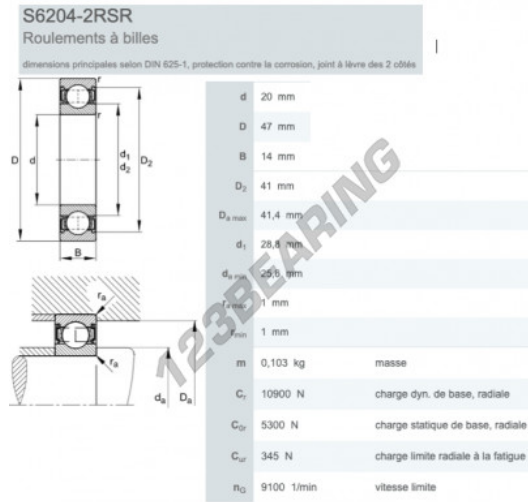 S6204-2RSR
Roulements à billes
dimensions principales selon DIN 625-1, protection contre la corrosion, joint à lèvre des 2 côtés
r
r
D
d
d1
d2
D2
B
ra
ra
da
Da
d 20 mm
D 47 mm
B 14 mm
D2 41 mm
Da max 41,4 mm
d1 28,8 mm
da min 25,6 mm
ra max 1 mm
rmin 1 mm
m 0,103 kg masse
Cr 10900 N charge dyn. de base, radiale
C0r 5300 N charge statique de base, radiale
Cur 345 N charge limite radiale à la fatigue
nG 9100 1/min vitesse limite
123BEARING